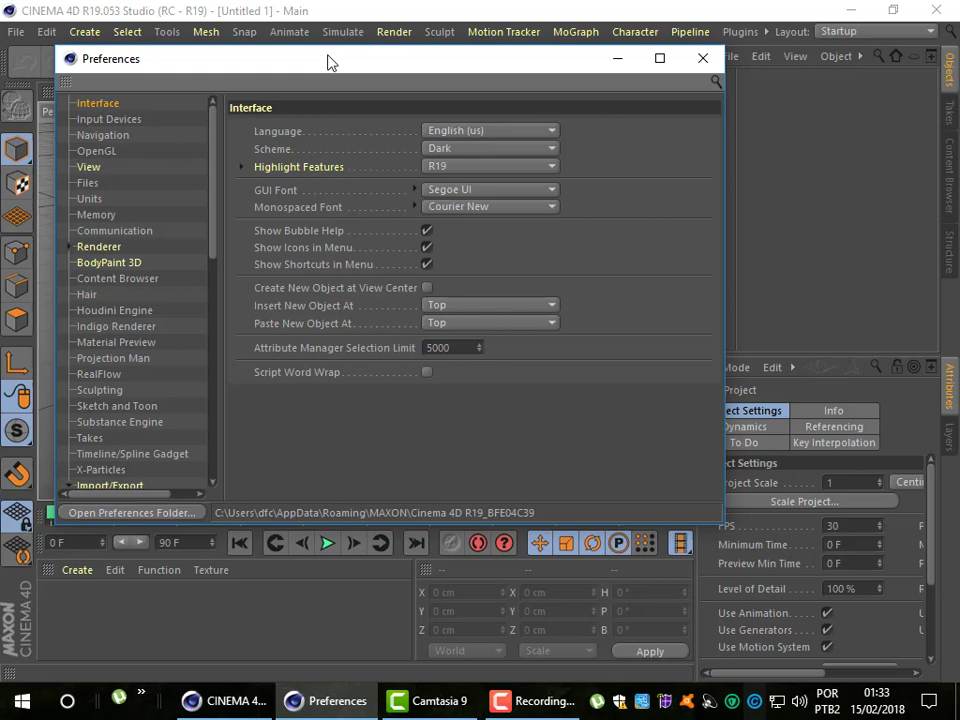 CINEMA 4D R19.053 Studio (RC - R19) - [Untitled 1] - Main
File Edit Create Select Tools Mesh Snap Animate Simulate Render Sculpt Motion Tracker MoGraph Character Pipeline Plugins Layout: Startup
Preferences
Edit View Object
Interface
Input Devices
Navigation
OpenGL
View
Files
Units
Memory
Communication
Renderer
BodyPaint 3D
Content Browser
Hair
Houdini Engine
Indigo Renderer
Material Preview
Projection Man
RealFlow
Sculpting
Sketch and Toon
Substance Engine
Takes
Timeline/Spline Gadget
X-Particles
Import/Export
Interface
Language English (us)
Scheme Dark
Highlight Features R19
GUI Font Segoe UI
Monospaced Font Courier New
Show Bubble Help
Show Icons in Menu
Show Shortcuts in Menu
Create New Object at View Center
Insert New Object At Top
Paste New Object At Top
Attribute Manager Selection Limit 5000
Script Word Wrap
Open Preferences Folder... C:\Users\dfc\AppData\Roaming\MAXON\Cinema 4D R19_BFE04C39
Objects
Takes
Content Browser
Structure
Attributes
Layers
Mode Edit
Project
ect Settings Info
Dynamics Referencing
To Do Key Interpolation
ect Settings
Project Scale 1 Centi
Scale Project...
FPS 30
Minimum Time 0 F
Preview Min Time 0 F
Level of Detail 100 %
Use Animation
Use Generators
Use Motion System
0 F 90 F
Create Edit Function Texture
-- -- --
X 0 cm X 0 cm H 0 °
Y 0 cm Y 0 cm P 0 °
Z 0 cm Z 0 cm B 0 °
World Scale Apply
MAXON
CINEMA 4D
CINEMA 4... Preferences Camtasia 9 Recording...
POR
PTB2
01:33
15/02/2018